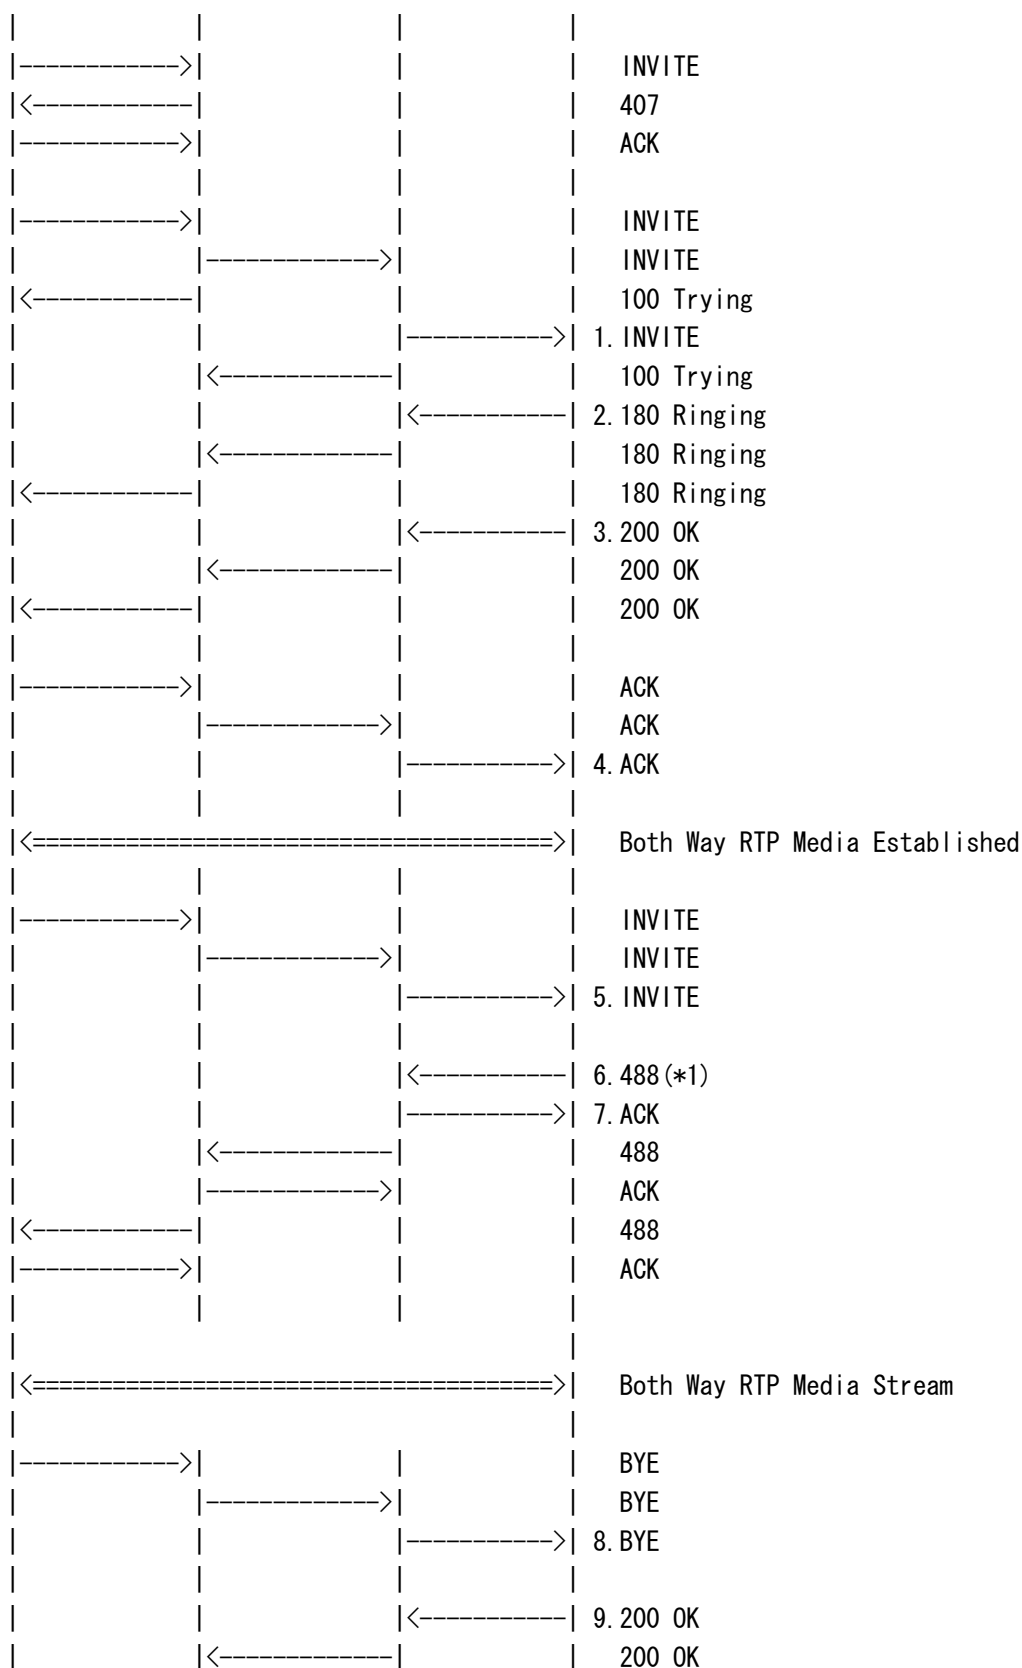 |             |               |             |
|------------>|               |             |   INVITE
|<------------|               |             |   407
|------------>|               |             |   ACK
|             |               |             |
|------------>|               |             |   INVITE
|             |-------------->|             |   INVITE
|<------------|               |             |   100 Trying
|             |               |------------>| 1.INVITE
|             |<--------------|             |   100 Trying
|             |               |<------------| 2.180 Ringing
|             |<--------------|             |   180 Ringing
|<------------|               |             |   180 Ringing
|             |               |<------------| 3.200 OK
|             |<--------------|             |   200 OK
|<------------|               |             |   200 OK
|             |               |             |
|------------>|               |             |   ACK
|             |-------------->|             |   ACK
|             |               |------------>| 4.ACK
|             |               |             |
|<=========================================>|   Both Way RTP Media Established
|             |               |             |
|------------>|               |             |   INVITE
|             |-------------->|             |   INVITE
|             |               |------------>| 5.INVITE
|             |               |             |
|             |               |<------------| 6.488(*1)
|             |               |------------>| 7.ACK
|             |<--------------|             |   488
|             |-------------->|             |   ACK
|<------------|               |             |   488
|------------>|               |             |   ACK
|             |               |             |
|                                           |
|<=========================================>|   Both Way RTP Media Stream
|                                           |
|------------>|               |             |   BYE
|             |-------------->|             |   BYE
|             |               |------------>| 8.BYE
|             |               |             |
|             |               |<------------| 9.200 OK
|             |<--------------|             |   200 OK